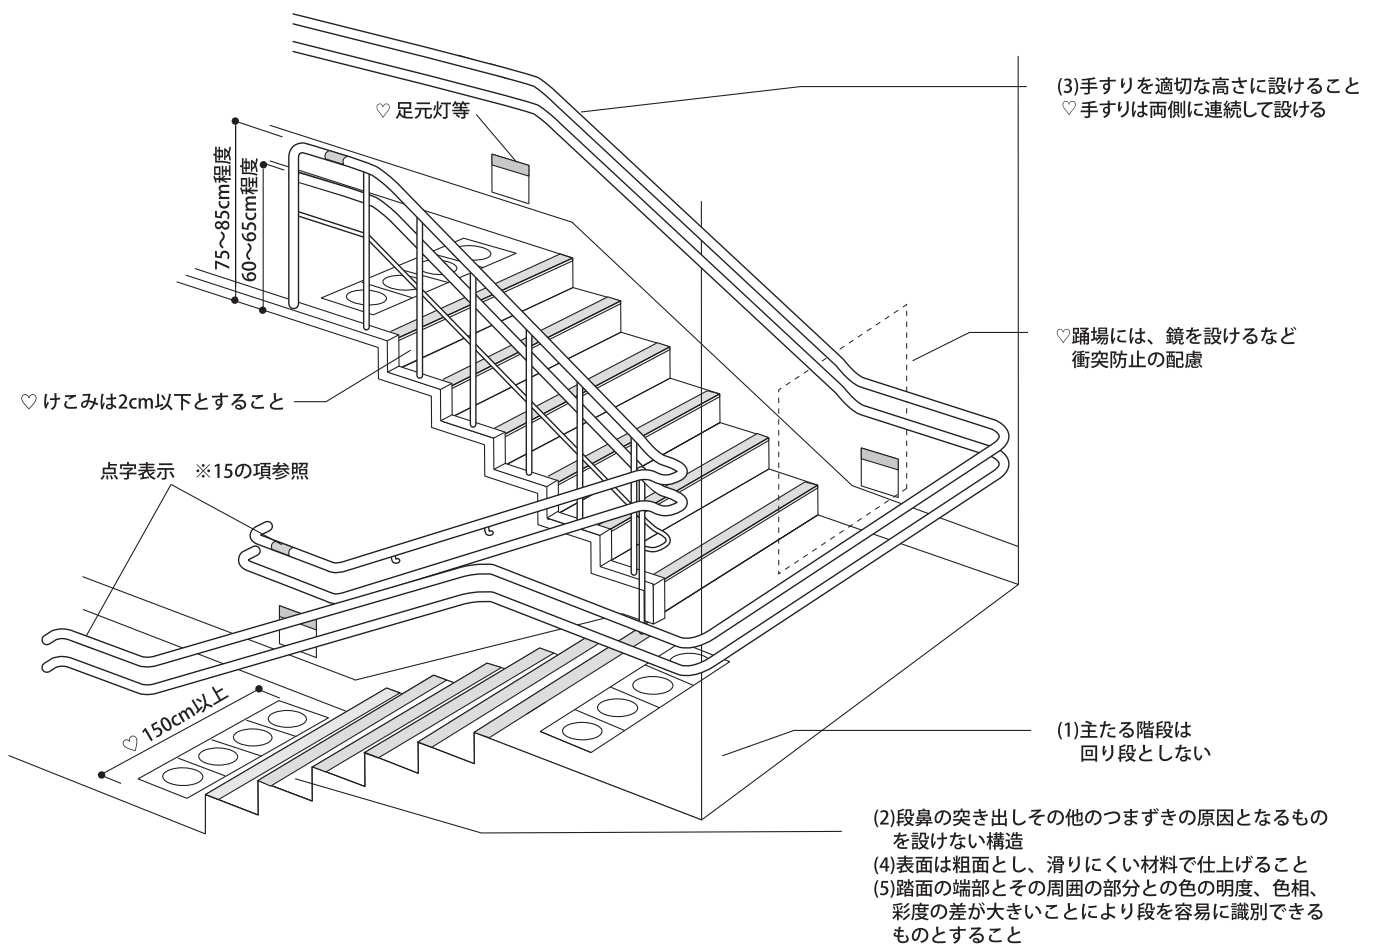 (3)手すりを適切な高さに設けること
♡手すりは両側に連続して設ける
♡ 足元灯等
75〜85cm程度
60〜65cm程度
♡踊場には、鏡を設けるなど
衝突防止の配慮
♡ けこみは2cm以下とすること
点字表示　※15の項参照
♡ 150cm以上
(1)主たる階段は
回り段としない
(2)段鼻の突き出しその他のつまずきの原因となるもの
を設けない構造
(4)表面は粗面とし、滑りにくい材料で仕上げること
(5)踏面の端部とその周囲の部分との色の明度、色相、
彩度の差が大きいことにより段を容易に識別できる
ものとすること